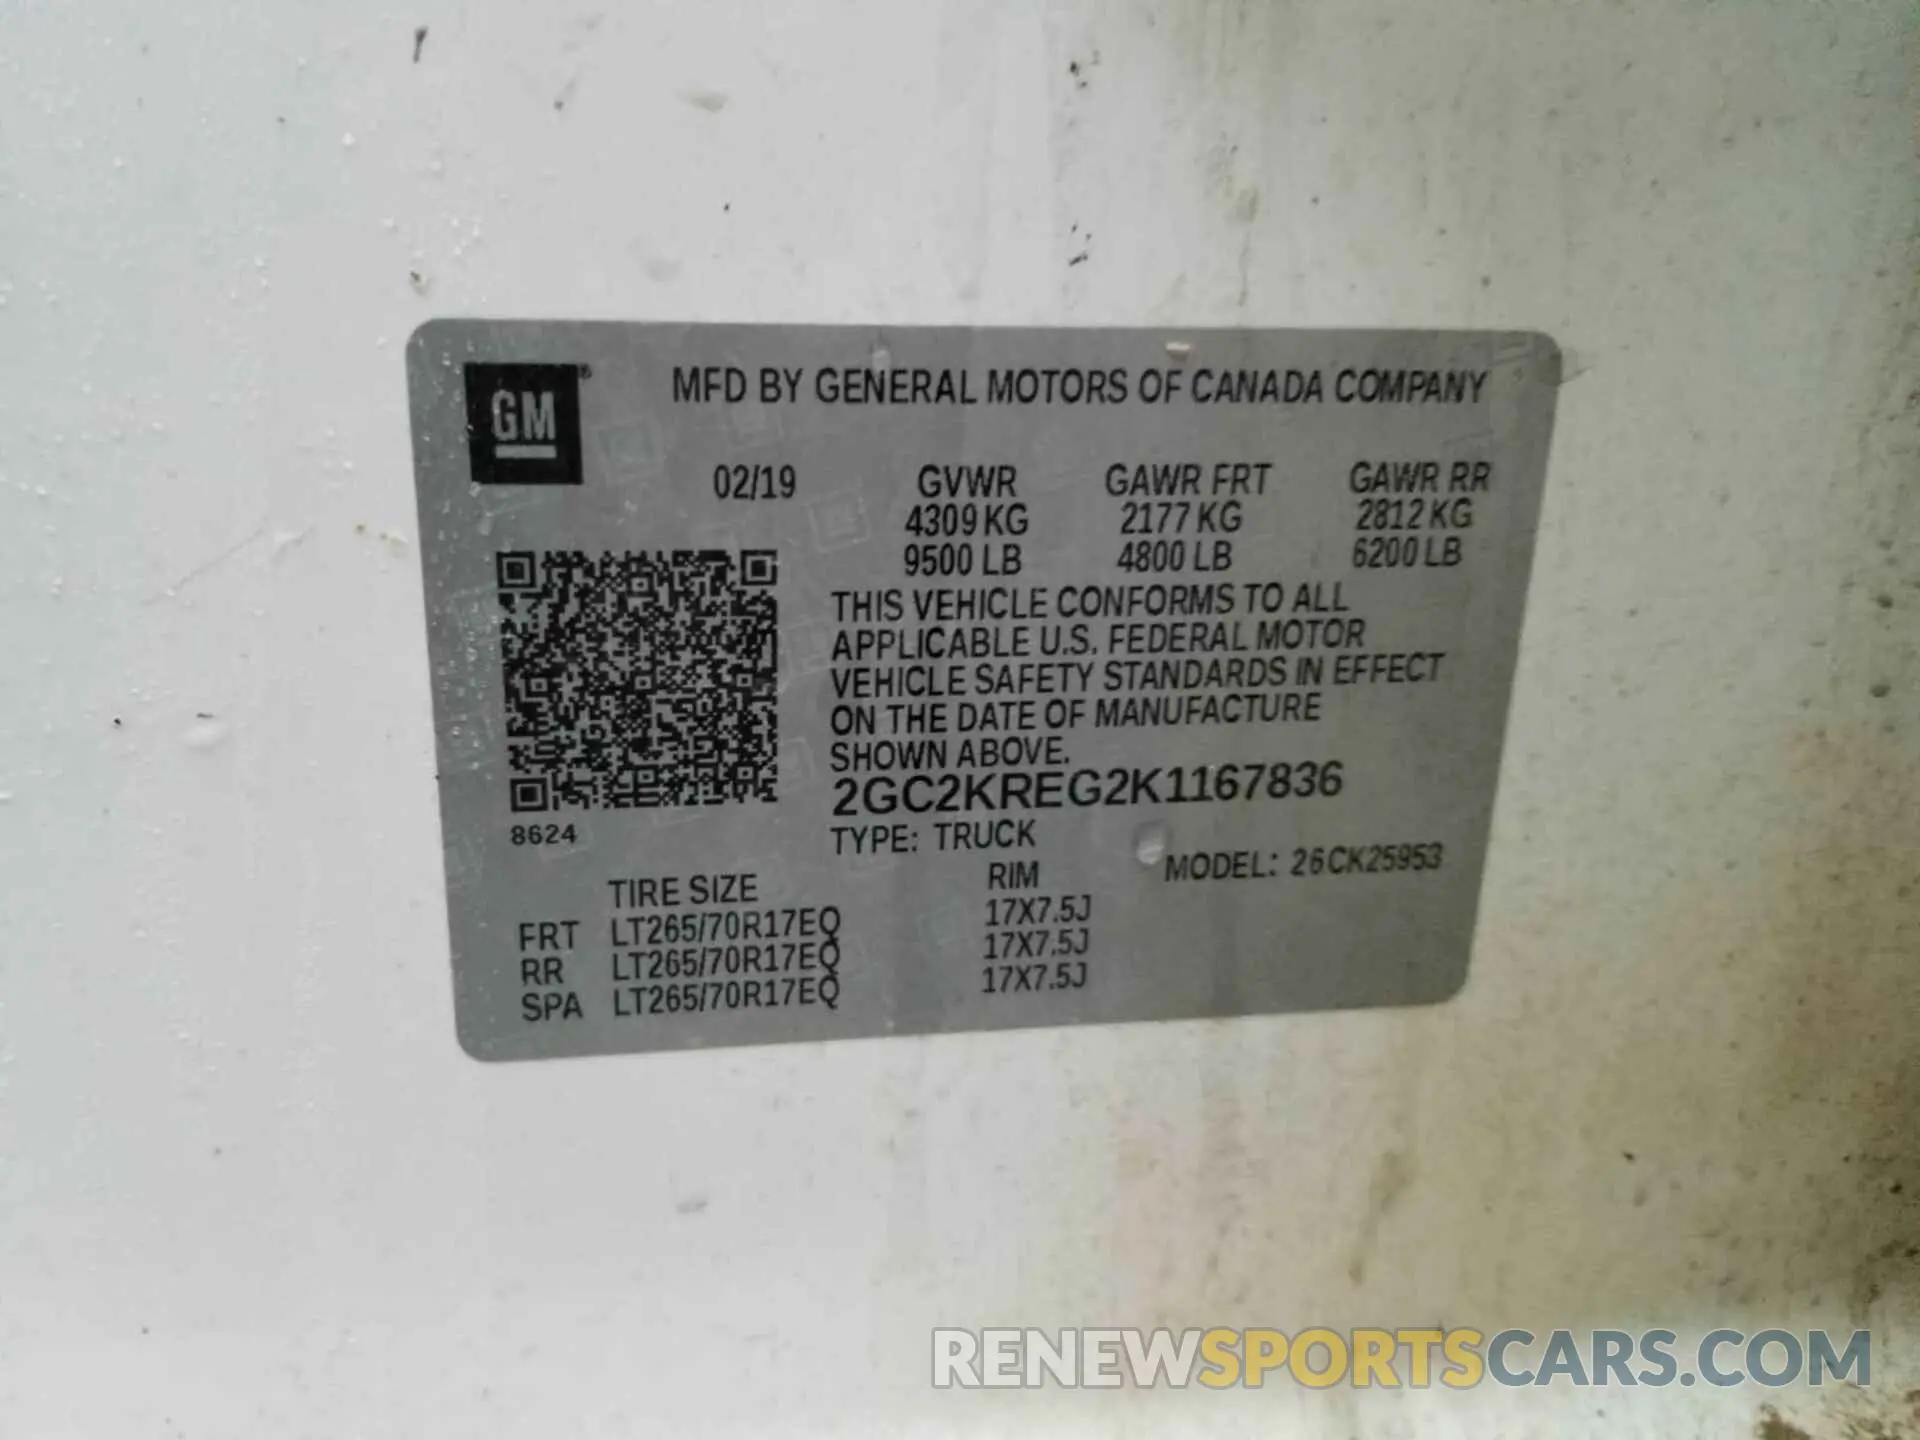 GM®
MFD BY GENERAL MOTORS OF CANADA COMPANY
02/19 GVWR GAWR FRT GAWR RR
4309 KG 2177 KG 2812 KG
9500 LB 4800 LB 6200 LB
THIS VEHICLE CONFORMS TO ALL
APPLICABLE U.S. FEDERAL MOTOR
VEHICLE SAFETY STANDARDS IN EFFECT
ON THE DATE OF MANUFACTURE
SHOWN ABOVE.
2GC2KREG2K1167836
8624
TYPE: TRUCK
MODEL: 26CK25953
TIRE SIZE RIM
FRT LT265/70R17EQ 17X7.5J
RR LT265/70R17EQ 17X7.5J
SPA LT265/70R17EQ 17X7.5J
RENEWSPORTSCARS.COM